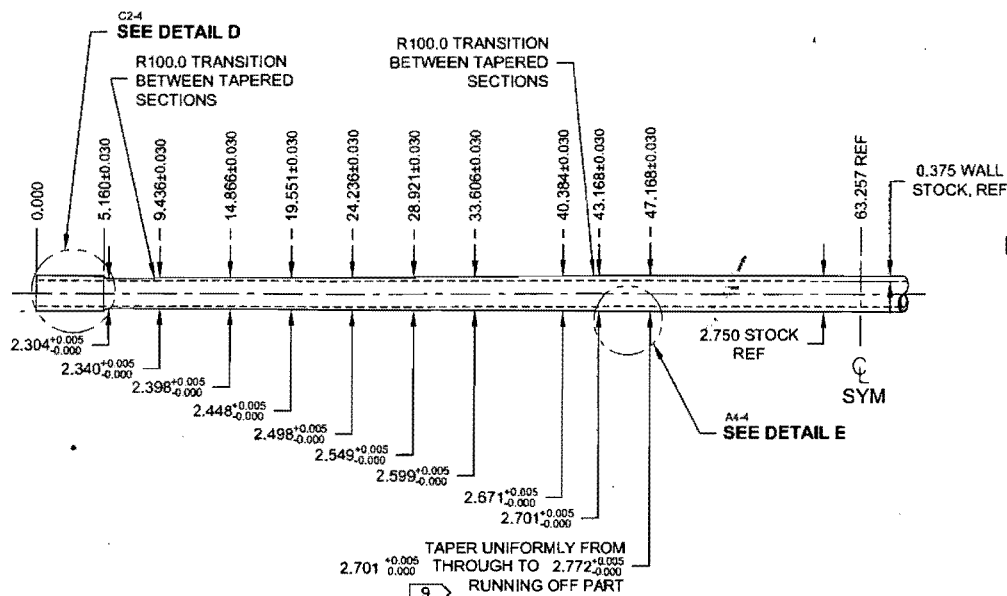 C2-4
SEE DETAIL D
R100.0 TRANSITION
BETWEEN TAPERED
SECTIONS
R100.0 TRANSITION
BETWEEN TAPERED
SECTIONS
0.000
5.160±0.030
9.436±0.030
14.866±0.030
19.551±0.030
24.236±0.030
28.921±0.030
33.606±0.030
40.384±0.030
43.168±0.030
47.168±0.030
63.257 REF
0.375 WALL
STOCK, REF
2.304 +0.005 -0.000
2.340 +0.005 -0.000
2.398 +0.005 -0.000
2.448 +0.005 -0.000
2.498 +0.005 -0.000
2.549 +0.005 -0.000
2.599 +0.005 -0.000
2.671 +0.005 -0.000
2.701 +0.005 -0.000
2.750 STOCK
REF
CL
SYM
A4-4
SEE DETAIL E
TAPER UNIFORMLY FROM
2.701 +0.005 0.000 THROUGH TO 2.772 +0.005 -0.000
9 RUNNING OFF PART